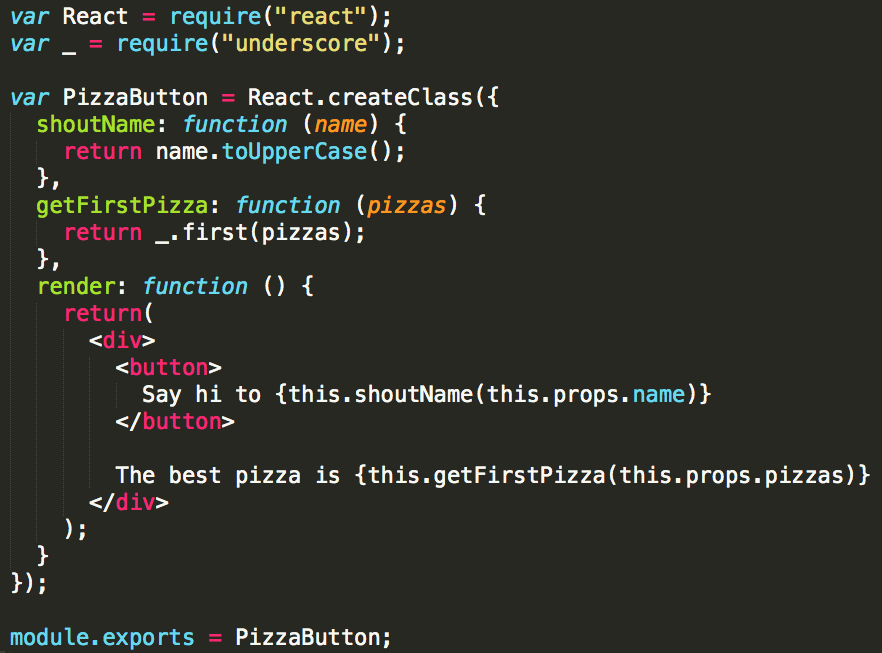 var React = require("react");
var _ = require("underscore");

var PizzaButton = React.createClass({
  shoutName: function (name) {
    return name.toUpperCase();
  },
  getFirstPizza: function (pizzas) {
    return _.first(pizzas);
  },
  render: function () {
    return(
      <div>
        <button>
          Say hi to {this.shoutName(this.props.name)}
        </button>

        The best pizza is {this.getFirstPizza(this.props.pizzas)}
      </div>
    );
  }
});

module.exports = PizzaButton;